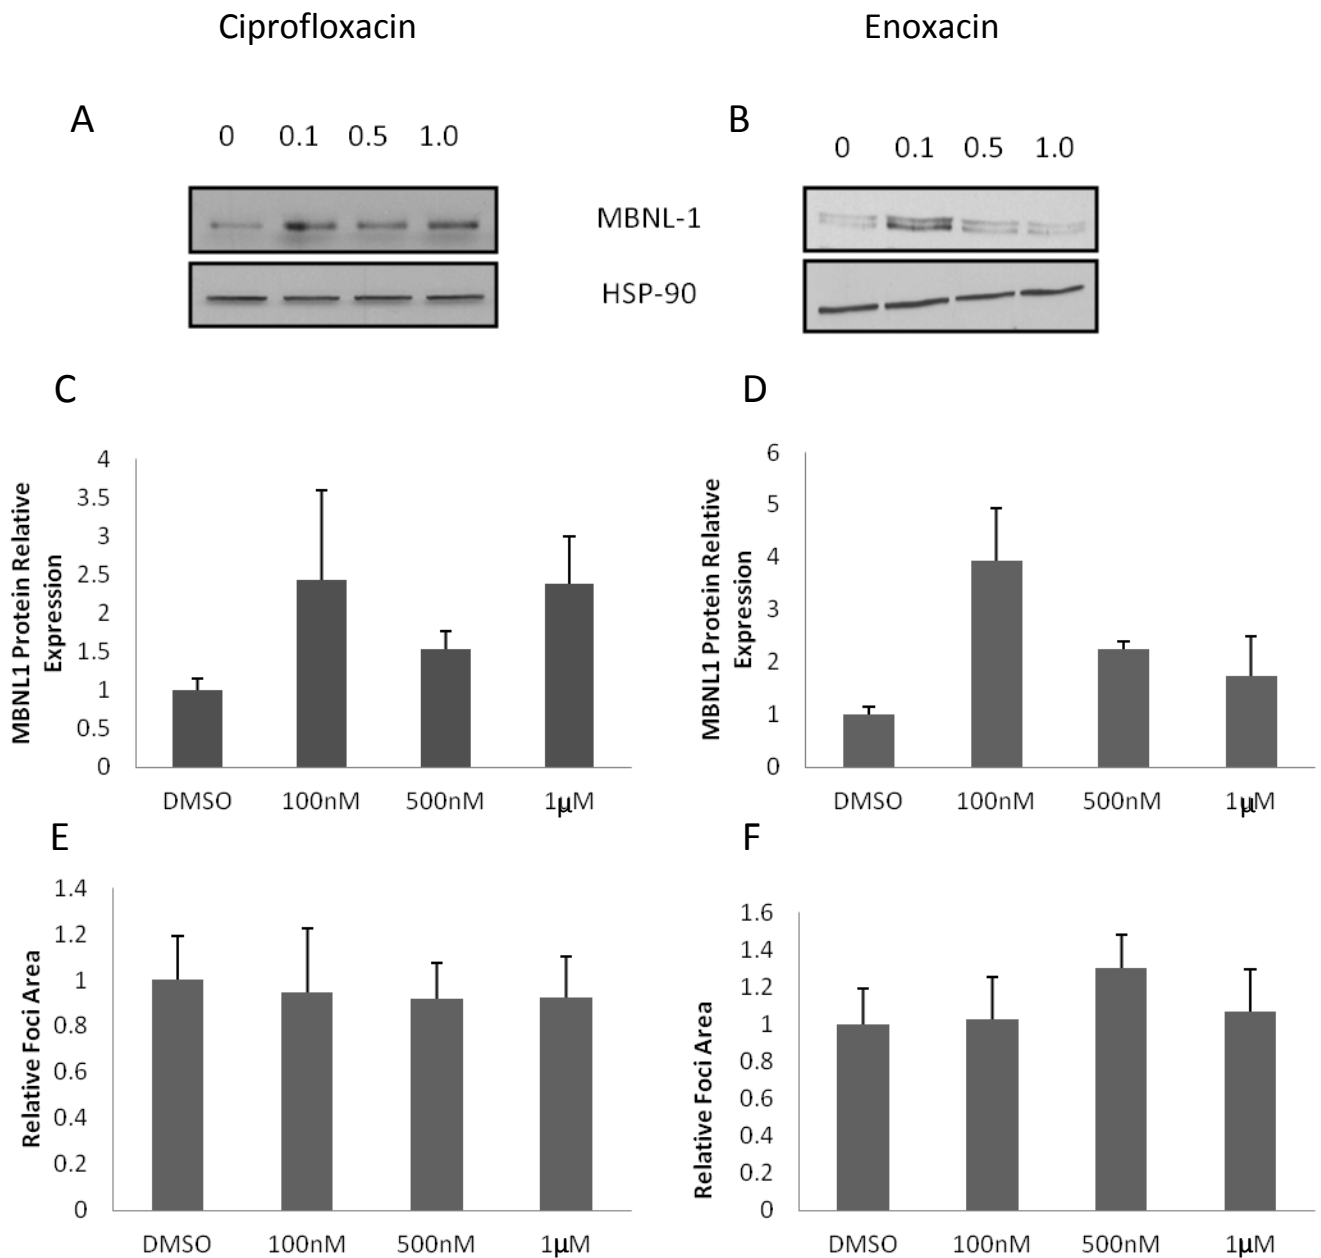 Ciprofloxacin
Enoxacin
A
0 0.1 0.5 1.0
B
0 0.1 0.5 1.0
MBNL-1
HSP-90
C
MBNL1 Protein Relative
Expression
4
3.5
3
2.5
2
1.5
1
0.5
0
DMSO 100nM 500nM 1μM
D
MBNL1 Protein Relative
Expression
6
5
4
3
2
1
0
DMSO 100nM 500nM 1μM
E
Relative Foci Area
1.4
1.2
1
0.8
0.6
0.4
0.2
0
DMSO 100nM 500nM 1μM
F
Relative Foci Area
1.6
1.4
1.2
1
0.8
0.6
0.4
0.2
0
DMSO 100nM 500nM 1μM